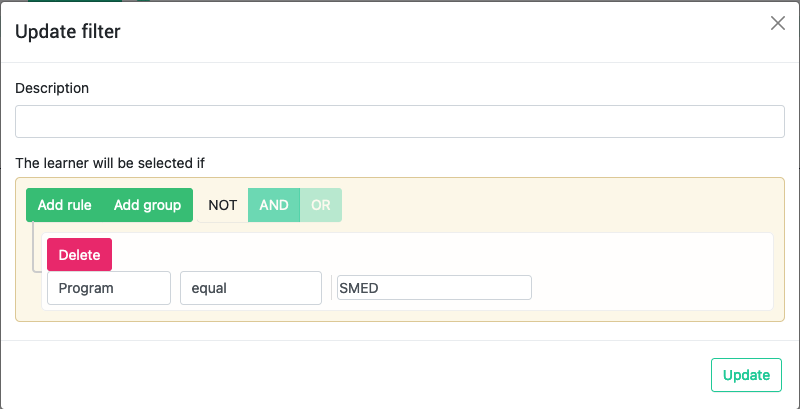 Update filter
Description
The learner will be selected if
Add rule Add group NOT AND OR
Delete
Program equal SMED
Update